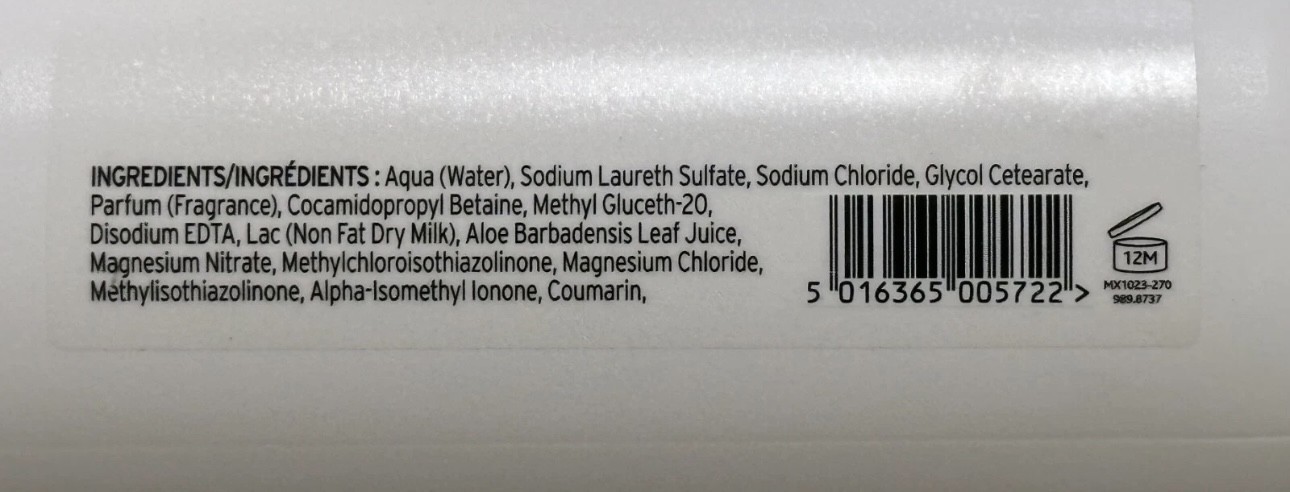 INGREDIENTS/INGRÉDIENTS : Aqua (Water), Sodium Laureth Sulfate, Sodium Chloride, Glycol Cetearate,
Parfum (Fragrance), Cocamidopropyl Betaine, Methyl Gluceth-20,
Disodium EDTA, Lac (Non Fat Dry Milk), Aloe Barbadensis Leaf Juice,
Magnesium Nitrate, Methylchloroisothiazolinone, Magnesium Chloride,
Methylisothiazolinone, Alpha-Isomethyl Ionone, Coumarin,
5 016365 005722 >
12M
MX1023-270
989.8737